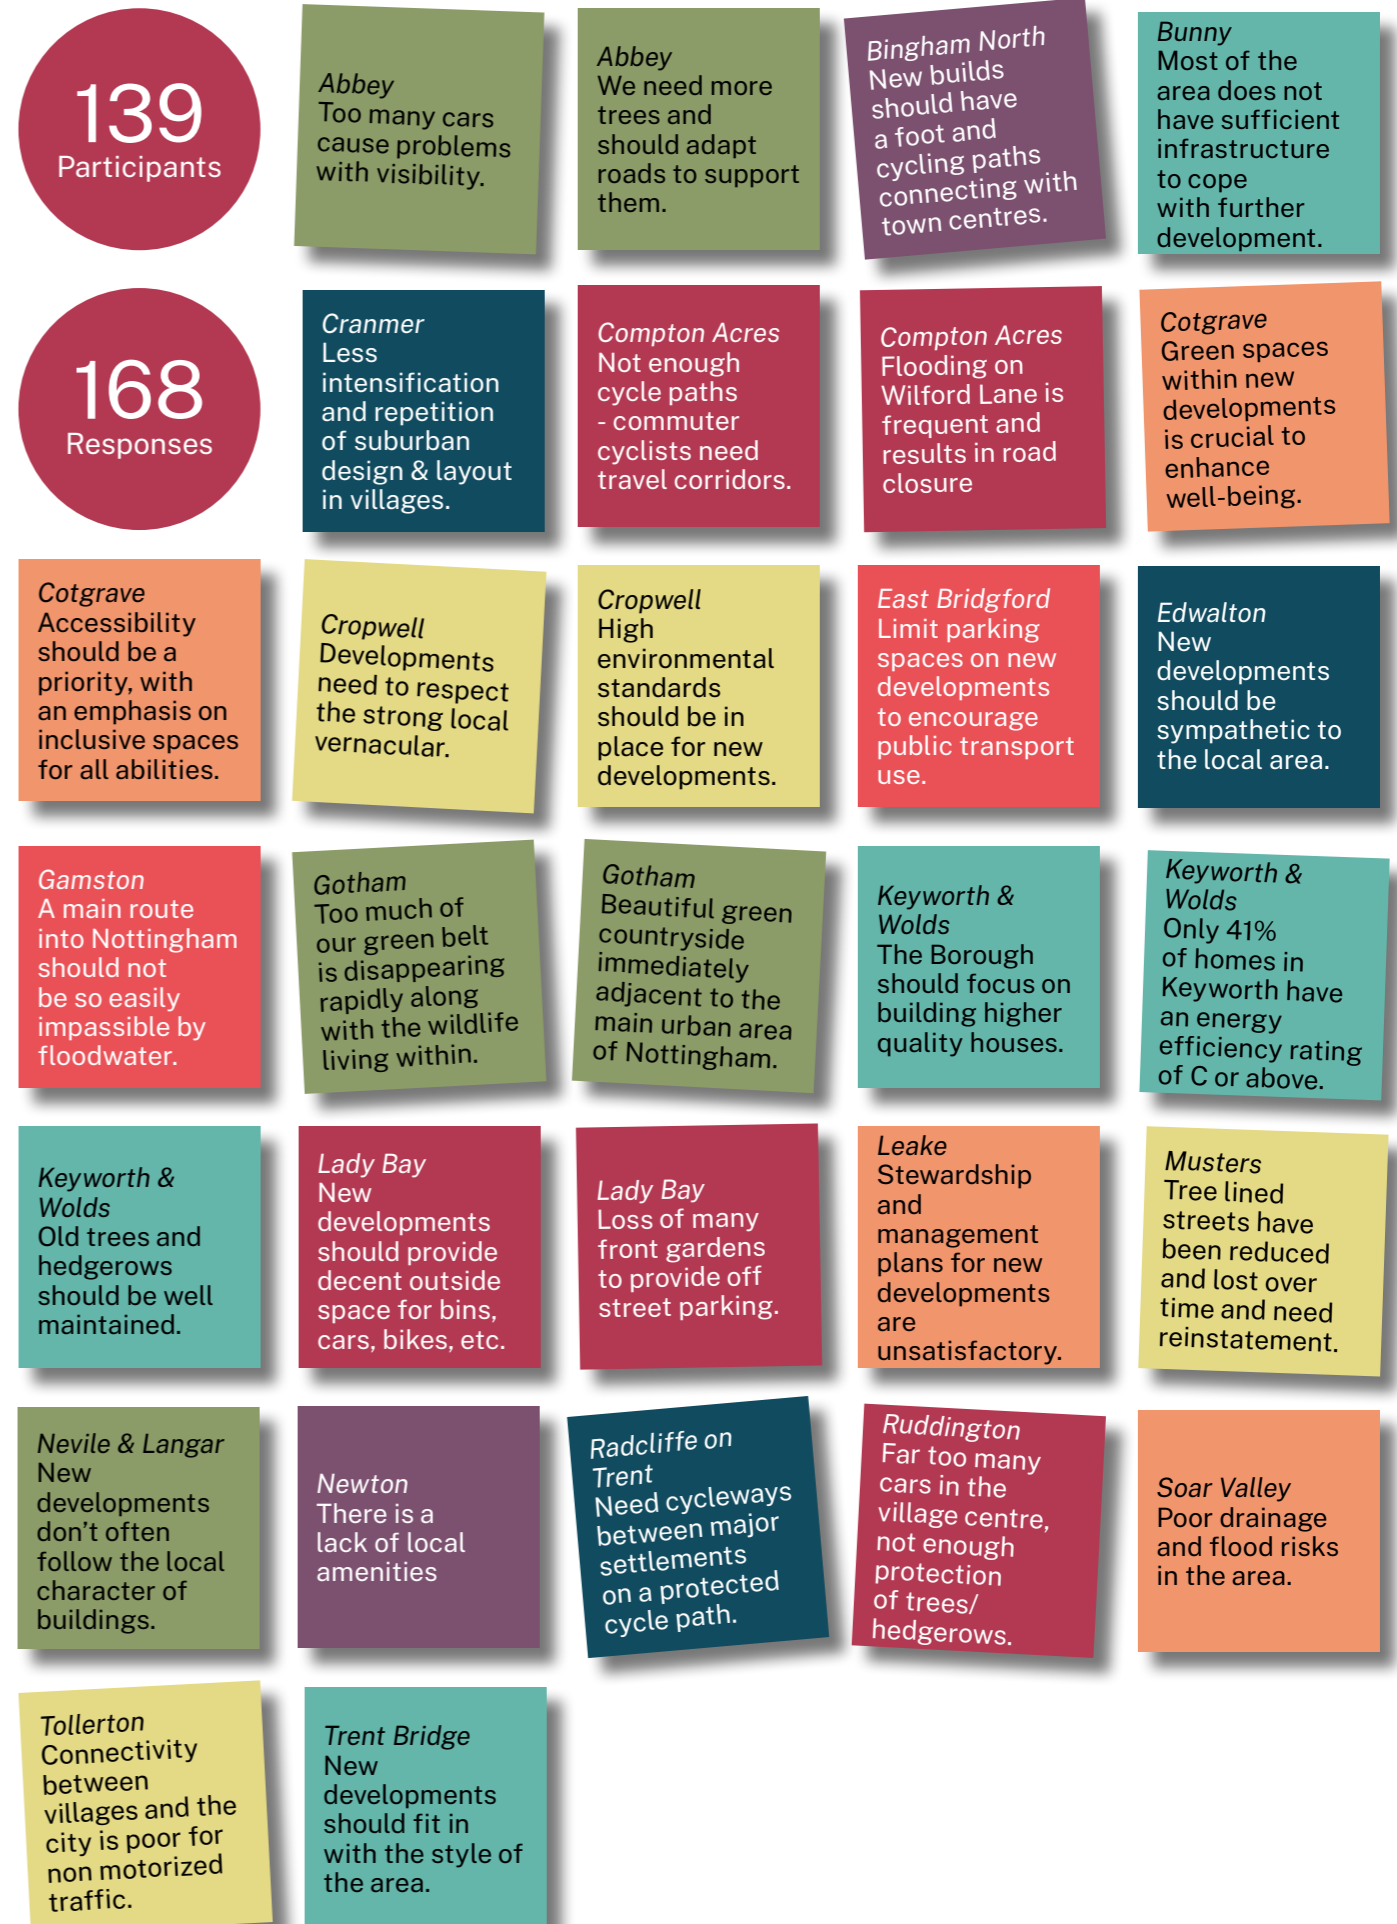 139
Participants
Abbey
Too many cars
cause problems
with visibility.
Abbey
We need more
trees and
should adapt
roads to support
them.
Bingham North
New builds
should have
a foot and
cycling paths
connecting with
town centres.
Bunny
Most of the
area does not
have sufficient
infrastructure
to cope
with further
development.
168
Responses
Cranmer
Less
intensification
and repetition
of suburban
design & layout
in villages.
Compton Acres
Not enough
cycle paths
- commuter
cyclists need
travel corridors.
Compton Acres
Flooding on
Wilford Lane is
frequent and
results in road
closure
Cotgrave
Green spaces
within new
developments
is crucial to
enhance
well-being.
Cotgrave
Accessibility
should be a
priority, with
an emphasis on
inclusive spaces
for all abilities.
Cropwell
Developments
need to respect
the strong local
vernacular.
Cropwell
High
environmental
standards
should be in
place for new
developments.
East Bridgford
Limit parking
spaces on new
developments
to encourage
public transport
use.
Edwalton
New
developments
should be
sympathetic to
the local area.
Gamston
A main route
into Nottingham
should not
be so easily
impassible by
floodwater.
Gotham
Too much of
our green belt
is disappearing
rapidly along
with the wildlife
living within.
Gotham
Beautiful green
countryside
immediately
adjacent to the
main urban area
of Nottingham.
Keyworth &
Wolds
The Borough
should focus on
building higher
quality houses.
Keyworth &
Wolds
Only 41%
of homes in
Keyworth have
an energy
efficiency rating
of C or above.
Keyworth &
Wolds
Old trees and
hedgerows
should be well
maintained.
Lady Bay
New
developments
should provide
decent outside
space for bins,
cars, bikes, etc.
Lady Bay
Loss of many
front gardens
to provide off
street parking.
Leake
Stewardship
and
management
plans for new
developments
are
unsatisfactory.
Musters
Tree lined
streets have
been reduced
and lost over
time and need
reinstatement.
Nevile & Langar
New
developments
don't often
follow the local
character of
buildings.
Newton
There is a
lack of local
amenities
Radcliffe on
Trent
Need cycleways
between major
settlements
on a protected
cycle path.
Ruddington
Far too many
cars in the
village centre,
not enough
protection
of trees/
hedgerows.
Soar Valley
Poor drainage
and flood risks
in the area.
Tollerton
Connectivity
between
villages and the
city is poor for
non motorized
traffic.
Trent Bridge
New
developments
should fit in
with the style of
the area.